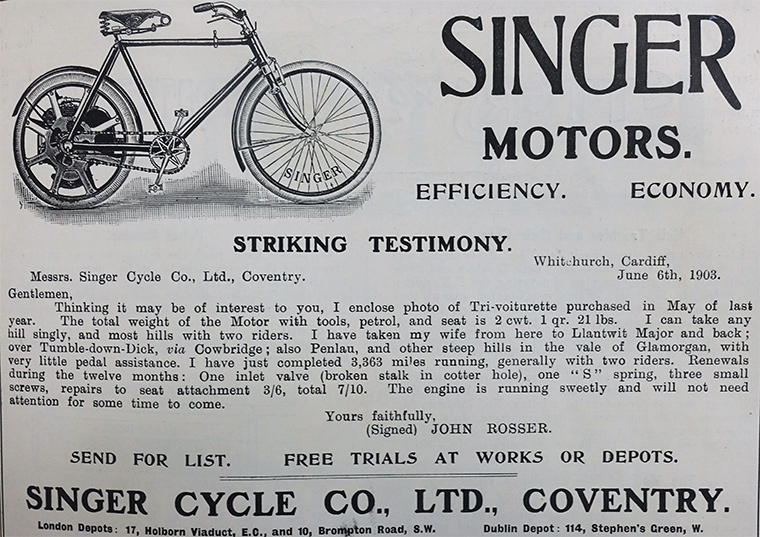 SINGER
MOTORS.
EFFICIENCY. ECONOMY.
SINGER
STRIKING TESTIMONY.
Whitchurch, Cardiff,
Messrs. Singer Cycle Co., Ltd., Coventry. June 6th, 1903.
Gentlemen,
Thinking it may be of interest to you, I enclose photo of Tri-voiturette purchased in May of last
year. The total weight of the Motor with tools, petrol, and seat is 2 cwt. 1 qr. 21 lbs. I can take any
hill singly, and most hills with two riders. I have taken my wife from here to Llantwit Major and back;
over Tumble-down-Dick, via Cowbridge; also Penlau, and other steep hills in the vale of Glamorgan, with
very little pedal assistance. I have just completed 3,363 miles running, generally with two riders. Renewals
during the twelve months: One inlet valve (broken stalk in cotter hole), one "S" spring, three small
screws, repairs to seat attachment 3/6, total 7/10. The engine is running sweetly and will not need
attention for some time to come.
Yours faithfully,
(Signed) JOHN ROSSER.
SEND FOR LIST. FREE TRIALS AT WORKS OR DEPOTS.
SINGER CYCLE CO., LTD., COVENTRY.
London Depots: 17, Holborn Viaduct, E.C., and 10, Brompton Road, S.W. Dublin Depot: 114, Stephen's Green, W.